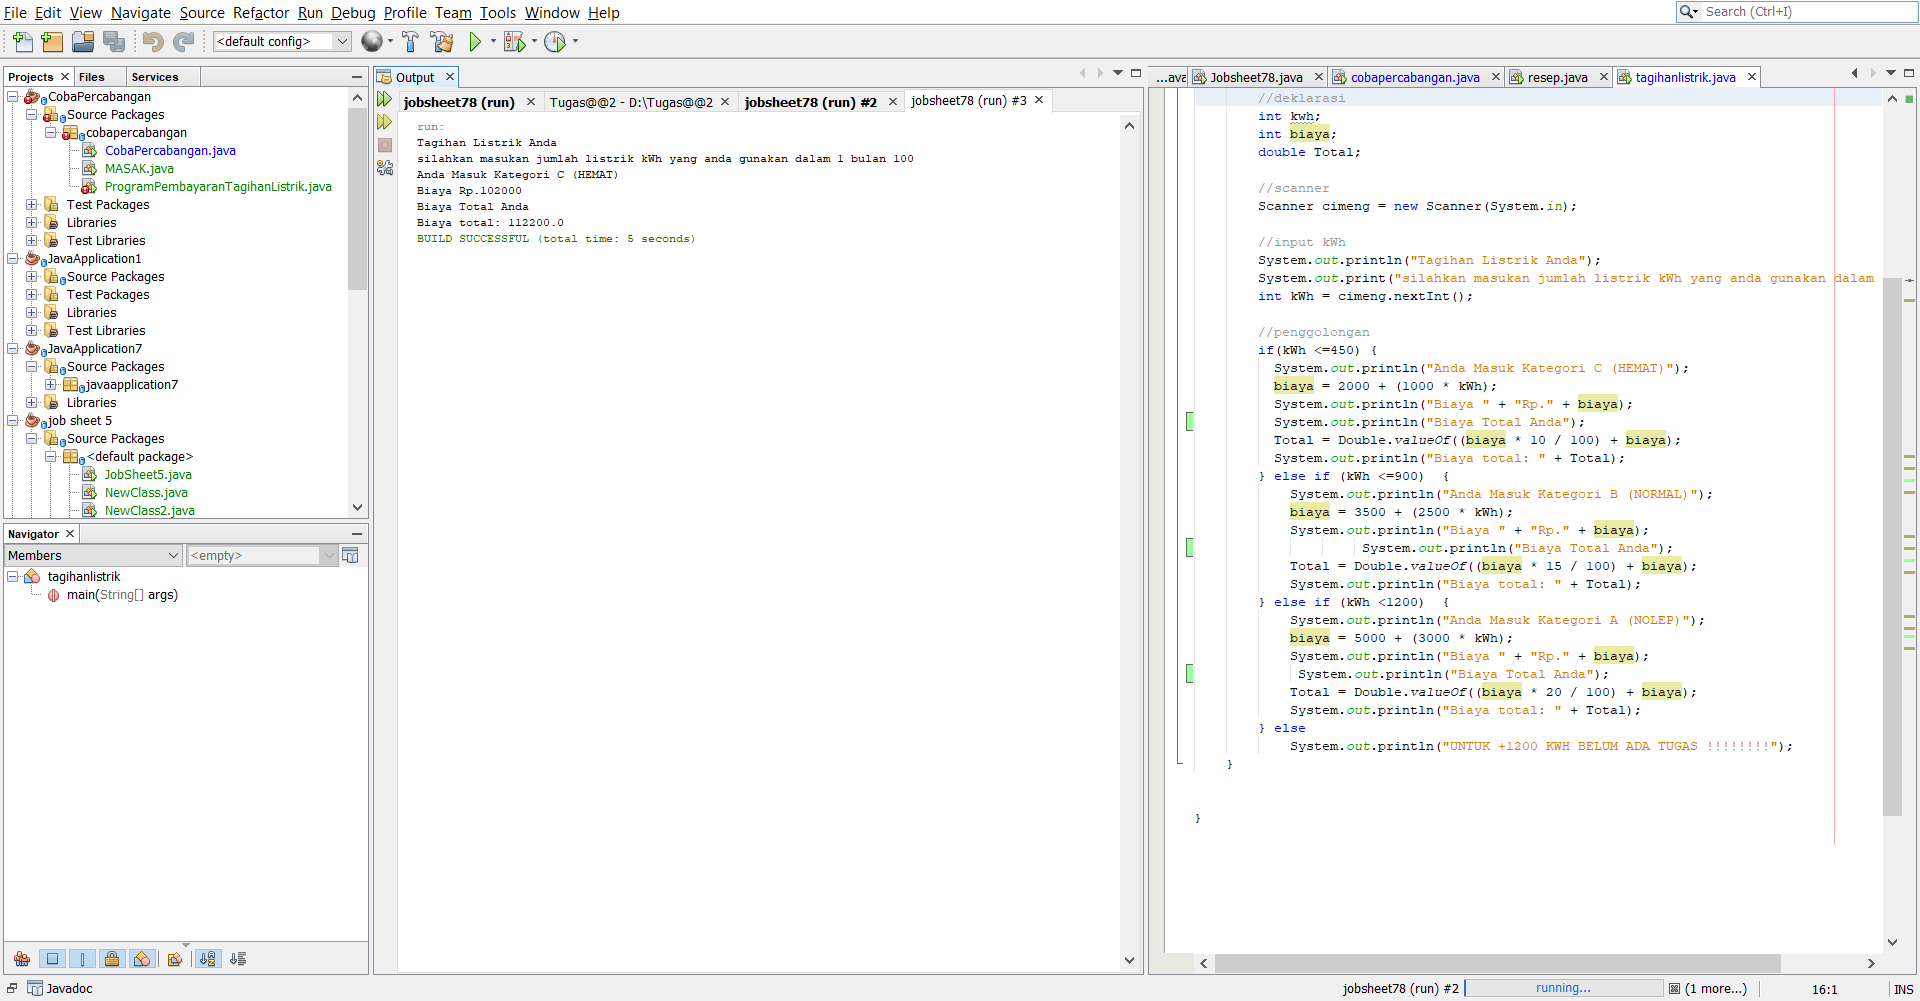 File Edit View Navigate Source Refactor Run Debug Profile Team Tools Window Help
Search (Ctrl+I)
<default config>
Projects Files Services
CobaPercabangan
Source Packages
cobapercabangan
CobaPercabangan.java
MASAK.java
ProgramPembayaranTagihanListrik.java
Test Packages
Libraries
Test Libraries
JavaApplication1
Source Packages
Test Packages
Libraries
Test Libraries
JavaApplication7
Source Packages
javaapplication7
Libraries
job sheet 5
Source Packages
<default package>
JobSheet5.java
NewClass.java
NewClass2.java
Navigator
Members <empty>
tagihanlistrik
main(String[] args)
Output
jobsheet78 (run) Tugas@@2 - D:\Tugas@@2 jobsheet78 (run) #2 jobsheet78 (run) #3
run:
Tagihan Listrik Anda
silahkan masukan jumlah listrik kWh yang anda gunakan dalam 1 bulan 100
Anda Masuk Kategori C (HEMAT)
Biaya Rp.102000
Biaya Total Anda
Biaya total: 112200.0
BUILD SUCCESSFUL (total time: 5 seconds)
...ava Jobsheet78.java cobapercabangan.java resep.java tagihanlistrik.java
//deklarasi
int kwh;
int biaya;
double Total;
//scanner
Scanner cimeng = new Scanner(System.in);
//input kWh
System.out.println("Tagihan Listrik Anda");
System.out.print("silahkan masukan jumlah listrik kWh yang anda gunakan dalam
int kWh = cimeng.nextInt();
//penggolongan
if(kWh <=450) {
System.out.println("Anda Masuk Kategori C (HEMAT)");
biaya = 2000 + (1000 * kWh);
System.out.println("Biaya " + "Rp." + biaya);
System.out.println("Biaya Total Anda");
Total = Double.valueOf((biaya * 10 / 100) + biaya);
System.out.println("Biaya total: " + Total);
} else if (kWh <=900)  {
System.out.println("Anda Masuk Kategori B (NORMAL)");
biaya = 3500 + (2500 * kWh);
System.out.println("Biaya " + "Rp." + biaya);
System.out.println("Biaya Total Anda");
Total = Double.valueOf((biaya * 15 / 100) + biaya);
System.out.println("Biaya total: " + Total);
} else if (kWh <1200)  {
System.out.println("Anda Masuk Kategori A (NOLEP)");
biaya = 5000 + (3000 * kWh);
System.out.println("Biaya " + "Rp." + biaya);
System.out.println("Biaya Total Anda");
Total = Double.valueOf((biaya * 20 / 100) + biaya);
System.out.println("Biaya total: " + Total);
} else
System.out.println("UNTUK +1200 KWH BELUM ADA TUGAS !!!!!!!!");
}
}
Javadoc
jobsheet78 (run) #2 running... (1 more...) 16:1 INS